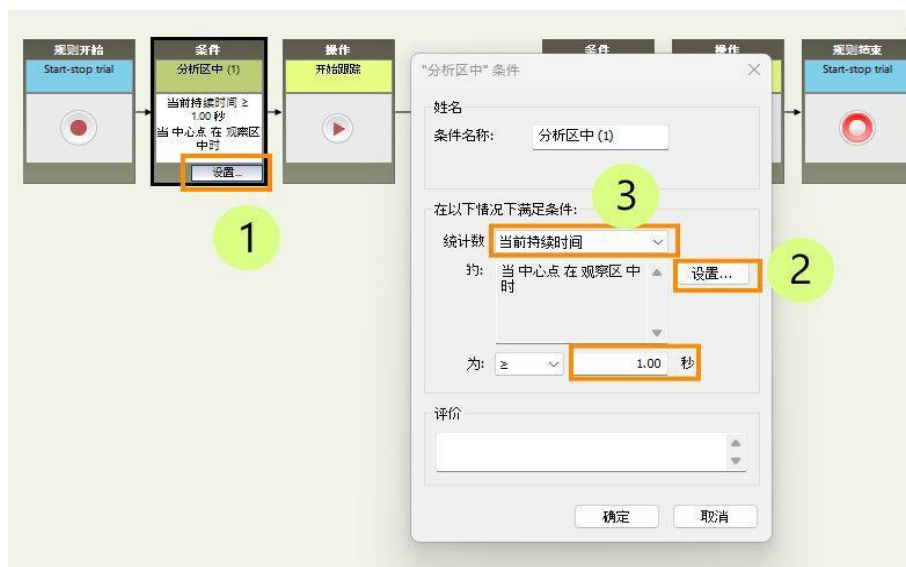 规则开始
Start-stop trial
条件
分析区中 (1)
当前持续时间 ≥
1.00 秒
当 中心点 在 观察区
中时
设置...
操作
开始跟踪
条件
操作
规则结束
Start-stop trial
"分析区中" 条件
姓名
条件名称: 分析区中 (1)
在以下情况下满足条件:
统计数 当前持续时间
的: 当 中心点 在 观察区 中
时
设置...
为: ≥ 1.00 秒
评价
确定 取消
1
2
3